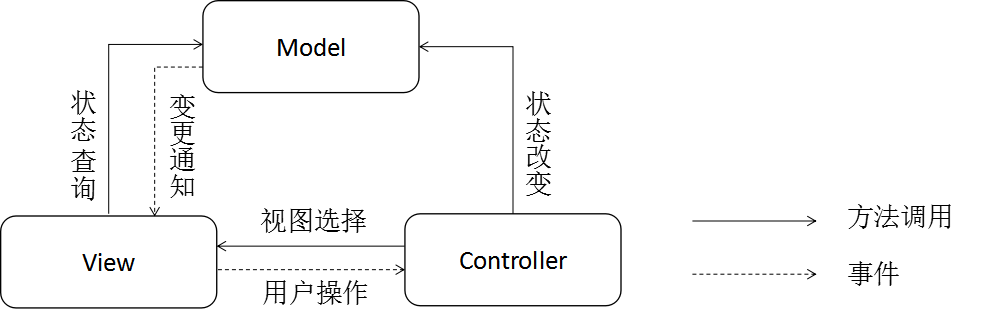 Model
状态查询
变更通知
状态改变
视图选择
方法调用
View
Controller
用户操作
事件